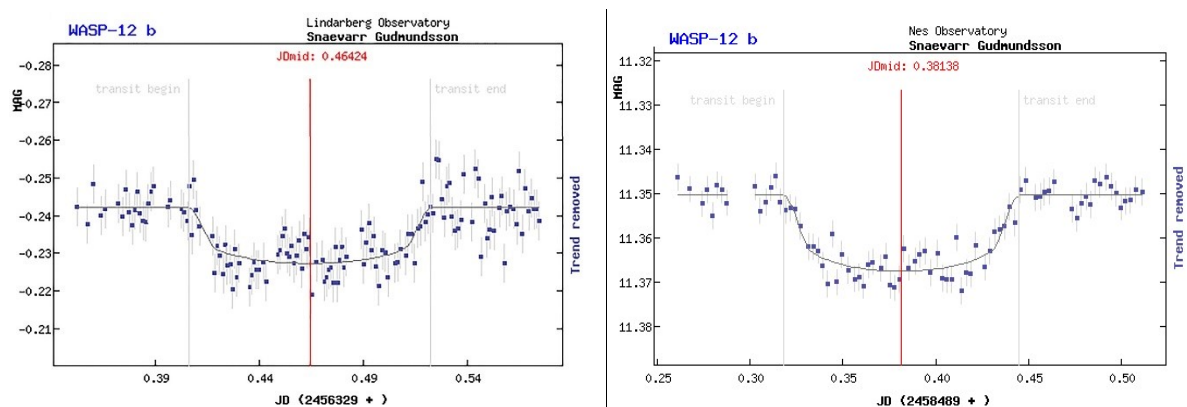 WASP-12 b
Lindarberg Observatory
Snaevarr Gudmundsson
JDmid: 0.46424
transit begin
transit end
MAG
-0.28
-0.27
-0.26
-0.25
-0.24
-0.23
-0.22
-0.21
Trend removed
0.39
0.44
0.49
0.54
JD (2456329 + )
WASP-12 b
Nes Observatory
Snaevarr Gudmundsson
JDmid: 0.38138
transit begin
transit end
MAG
11.32
11.33
11.34
11.35
11.36
11.37
11.38
Trend removed
0.25
0.30
0.35
0.40
0.45
0.50
JD (2458489 + )